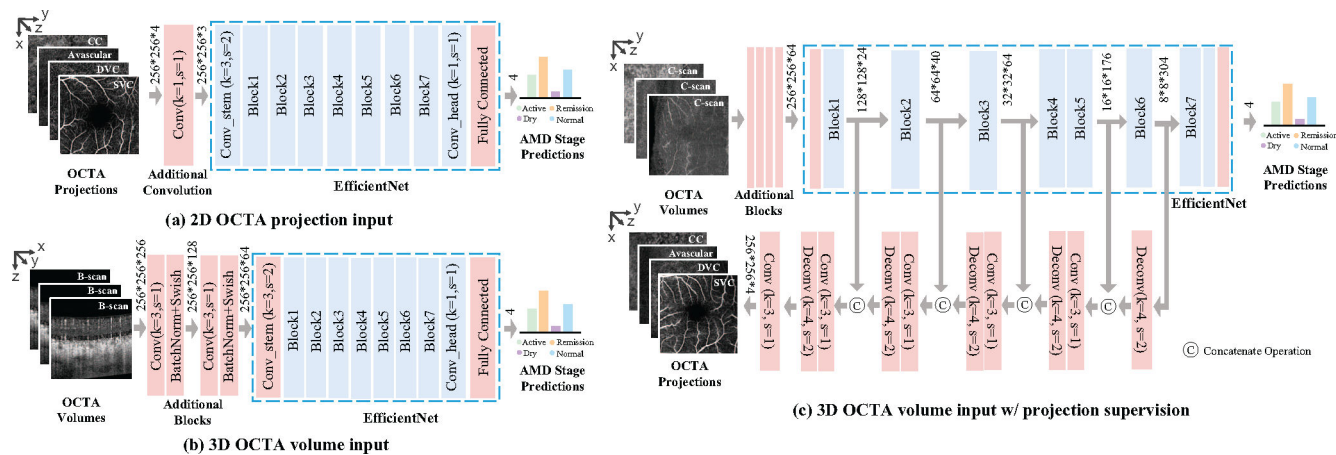 y
z
x
CC
Avascular
DVC
SVC
OCTA
Projections
256*256*4
Conv(k=1,s=1)
Additional
Convolution
256*256*3
Conv_stem (k=3,s=2)
Block1
Block2
Block3
Block4
Block5
Block6
Block7
Conv_head (k=1,s=1)
Fully Connected
EfficientNet
4
Active Remission
Dry Normal
AMD Stage
Predictions
(a) 2D OCTA projection input
x
y
z
B-scan
B-scan
B-scan
OCTA
Volumes
256*256*256
Conv(k=3,s=1)
BatchNorm+Swish
256*256*128
Conv(k=3,s=1)
BatchNorm+Swish
Additional
Blocks
256*256*64
Conv_stem (k=3,s=2)
Block1
Block2
Block3
Block4
Block5
Block6
Block7
Conv_head (k=1,s=1)
Fully Connected
EfficientNet
4
Active Remission
Dry Normal
AMD Stage
Predictions
(b) 3D OCTA volume input
y
z
x
C-scan
C-scan
C-scan
OCTA
Volumes
Additional
Blocks
256*256*64
Block1
128*128*24
Block2
64*64*40
Block3
32*32*64
Block4
Block5
16*16*176
Block6
8*8*304
Block7
EfficientNet
4
Active Remission
Dry Normal
AMD Stage
Predictions
y
z
x
CC
Avascular
DVC
SVC
OCTA
Projections
256*256*4
Conv (k=3, s=1)
Deconv (k=4, s=2)
Conv (k=3, s=1)
C
Deconv (k=4, s=2)
Conv (k=3, s=1)
C
Deconv (k=4, s=2)
Conv (k=3, s=1)
C
Deconv (k=4, s=2)
Conv (k=3, s=1)
C
Deconv(k=4, s=2)
C Concatenate Operation
(c) 3D OCTA volume input w/ projection supervision